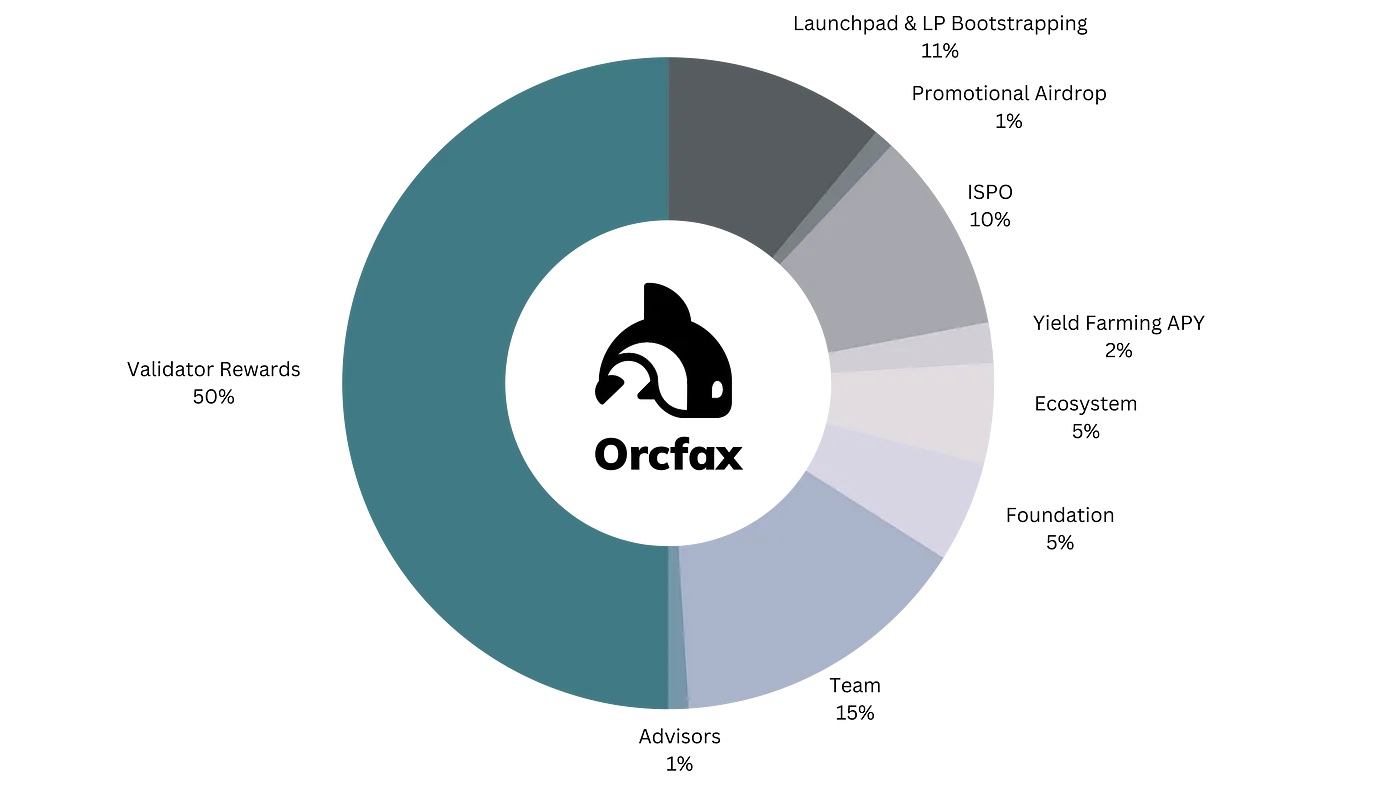 Launchpad & LP Bootstrapping
11%
Promotional Airdrop
1%
ISPO
10%
Yield Farming APY
2%
Ecosystem
5%
Foundation
5%
Team
15%
Advisors
1%
Validator Rewards
50%
Orcfax